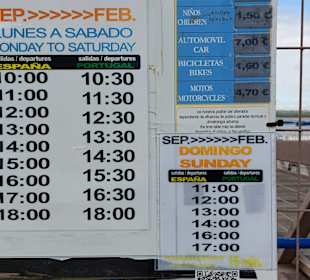 SEP.>>>>>>FEB.
LUNES A SABADO
MONDAY TO SATURDAY
salidas / departures salidas / departures
ESPAÑA PORTUGAL
10:00 10:30
11:00 11:30
12:00 12:30
13:00 13:30
14:00 14:30
15:00 15:30
16:00 16:30
17:00
18:00 18:00
NIÑOS
CHILDREN 1,50 €
AUTOMOVIL
CAR 7,00 €
BICICLETAS
BIKES 1,60 €
MOTOS
MOTORCYCLES 4,70 €
SEP.>>>>>>>FEB.
DOMINGO
SUNDAY
salidas / departures salidas / departures
ESPAÑA PORTUGAL
11:00
12:00
13:00
14:00
16:00
17:00